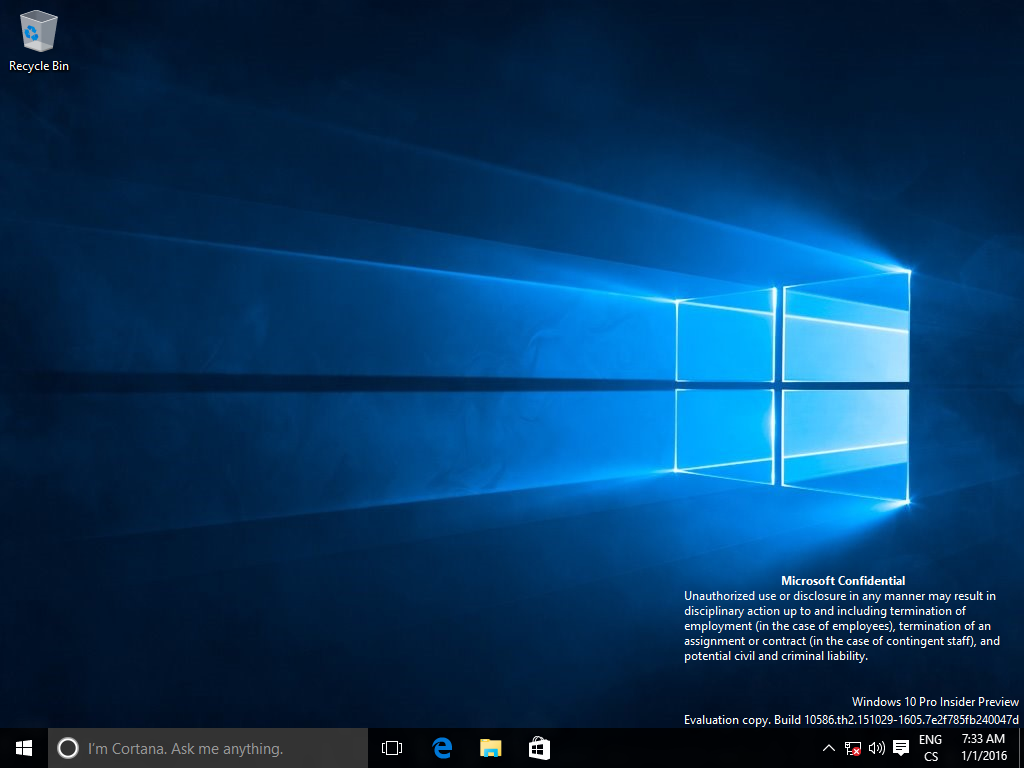 Recycle Bin
Microsoft Confidential
Unauthorized use or disclosure in any manner may result in
disciplinary action up to and including termination of
employment (in the case of employees), termination of an
assignment or contract (in the case of contingent staff), and
potential civil and criminal liability.
Windows 10 Pro Insider Preview
Evaluation copy. Build 10586.th2.151029-1605.7e2f785fb240047d
I'm Cortana. Ask me anything.
ENG
CS
7:33 AM
1/1/2016